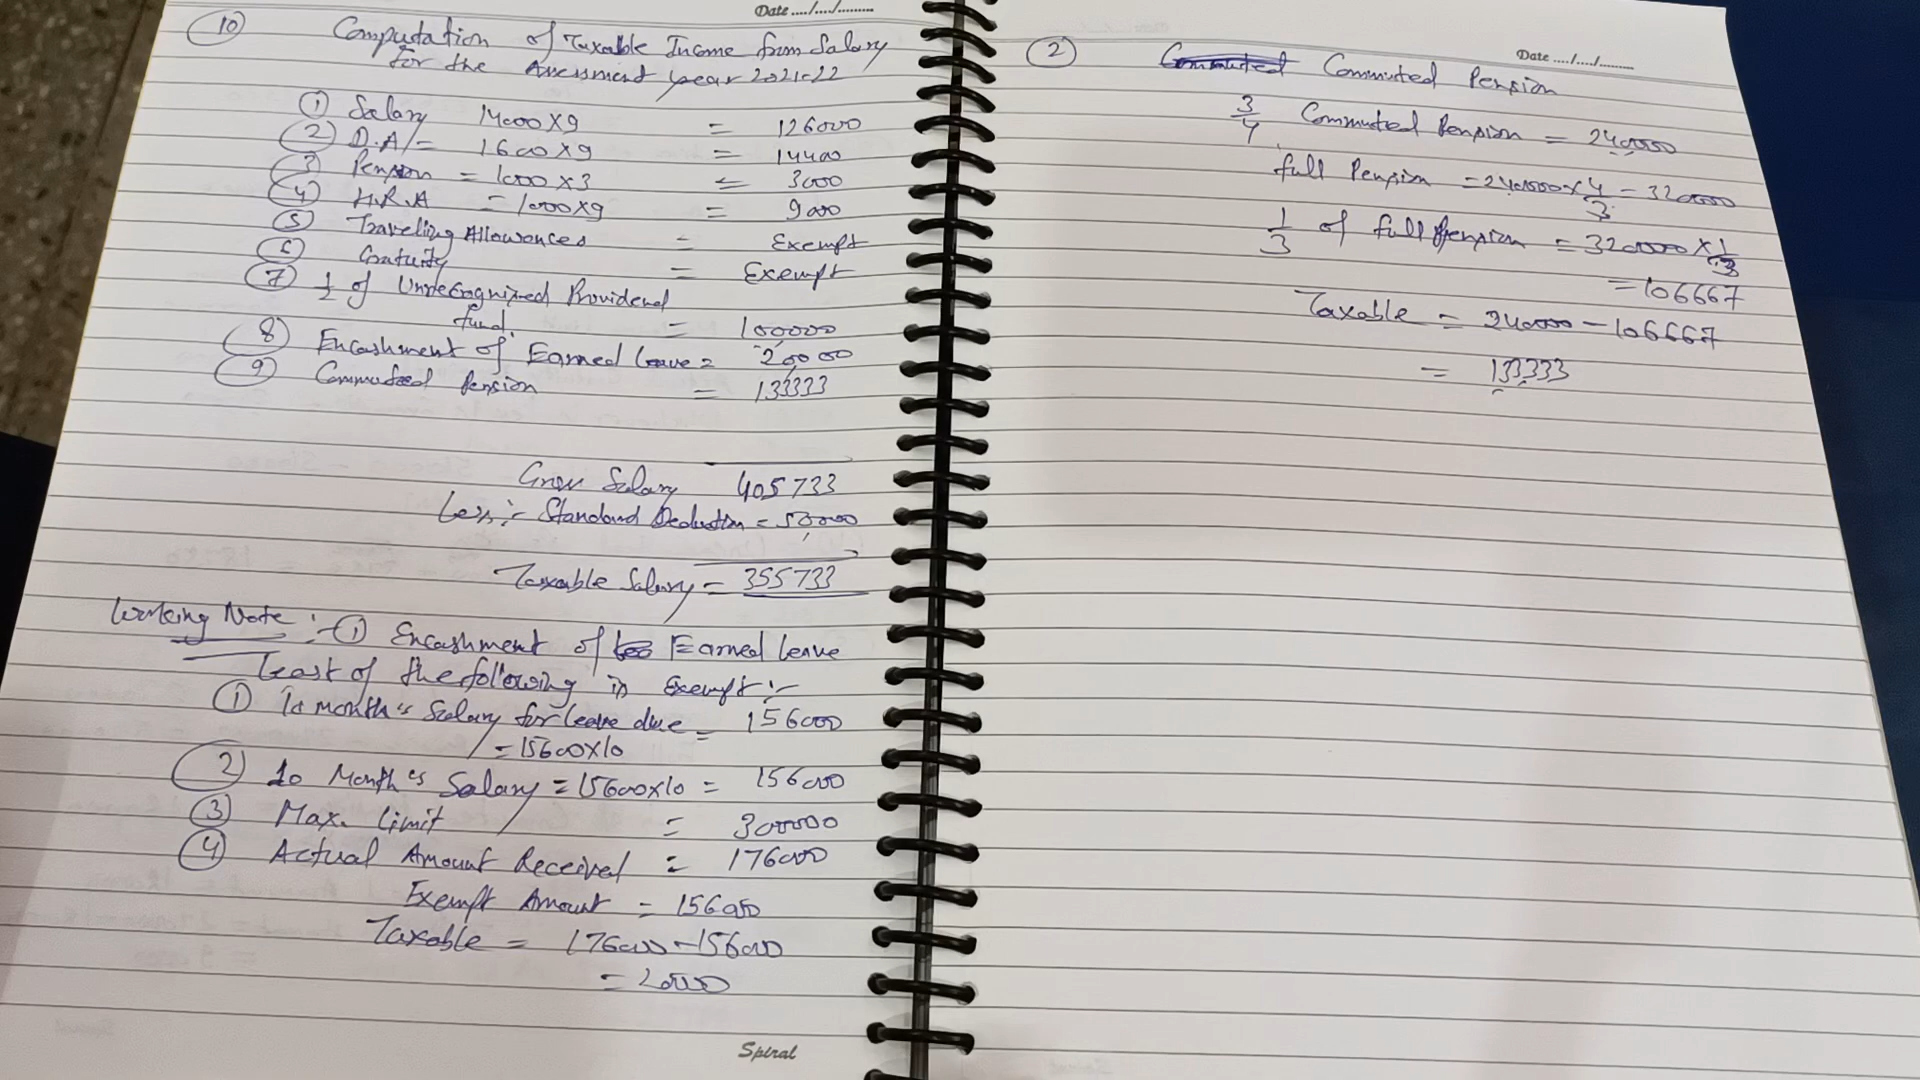 Date ..../..../.........
10 Computation of Taxable Income from Salary
for the Assessment year 2021-22
1 Salary 14000 X 9 = 126000
2 D.A/= 1600 X 9 = 14400
3 Pension = 1000 X 3 = 3000
4 H.R.A = 1000 X 9 = 9000
5 Traveling Allowences = Exempt
6 Gratuity = Exempt
7 1/2 of Unrecognized Providend
fund. = 100000
8 Encashment of Earned leave = 20000
9 Commuted Pension = 133333
Gross Salary 405733
Less :- Standard Deduction = 50000
Taxable Salary = 355733
Working Note :- 1 Encashment of Earned leave
Least of the following is Exempt :-
1 10 month's Salary for leave due = 156000
= 15600 X 10
2 10 Month's Salary = 15600 X 10 = 156000
3 Max. Limit = 300000
4 Actual Amount Received = 176000
Exempt Amount = 156000
Taxable = 176000 - 156000
= 20000
Spiral
Date ..../..../.........
2 Commuted Commuted Pension
3/4 Commuted Pension = 240000
full Pension = 240000 X 4/3 = 320000
1/3 of full Pension = 320000 X 1/3
= 106667
Taxable = 240000 - 106667
= 133333